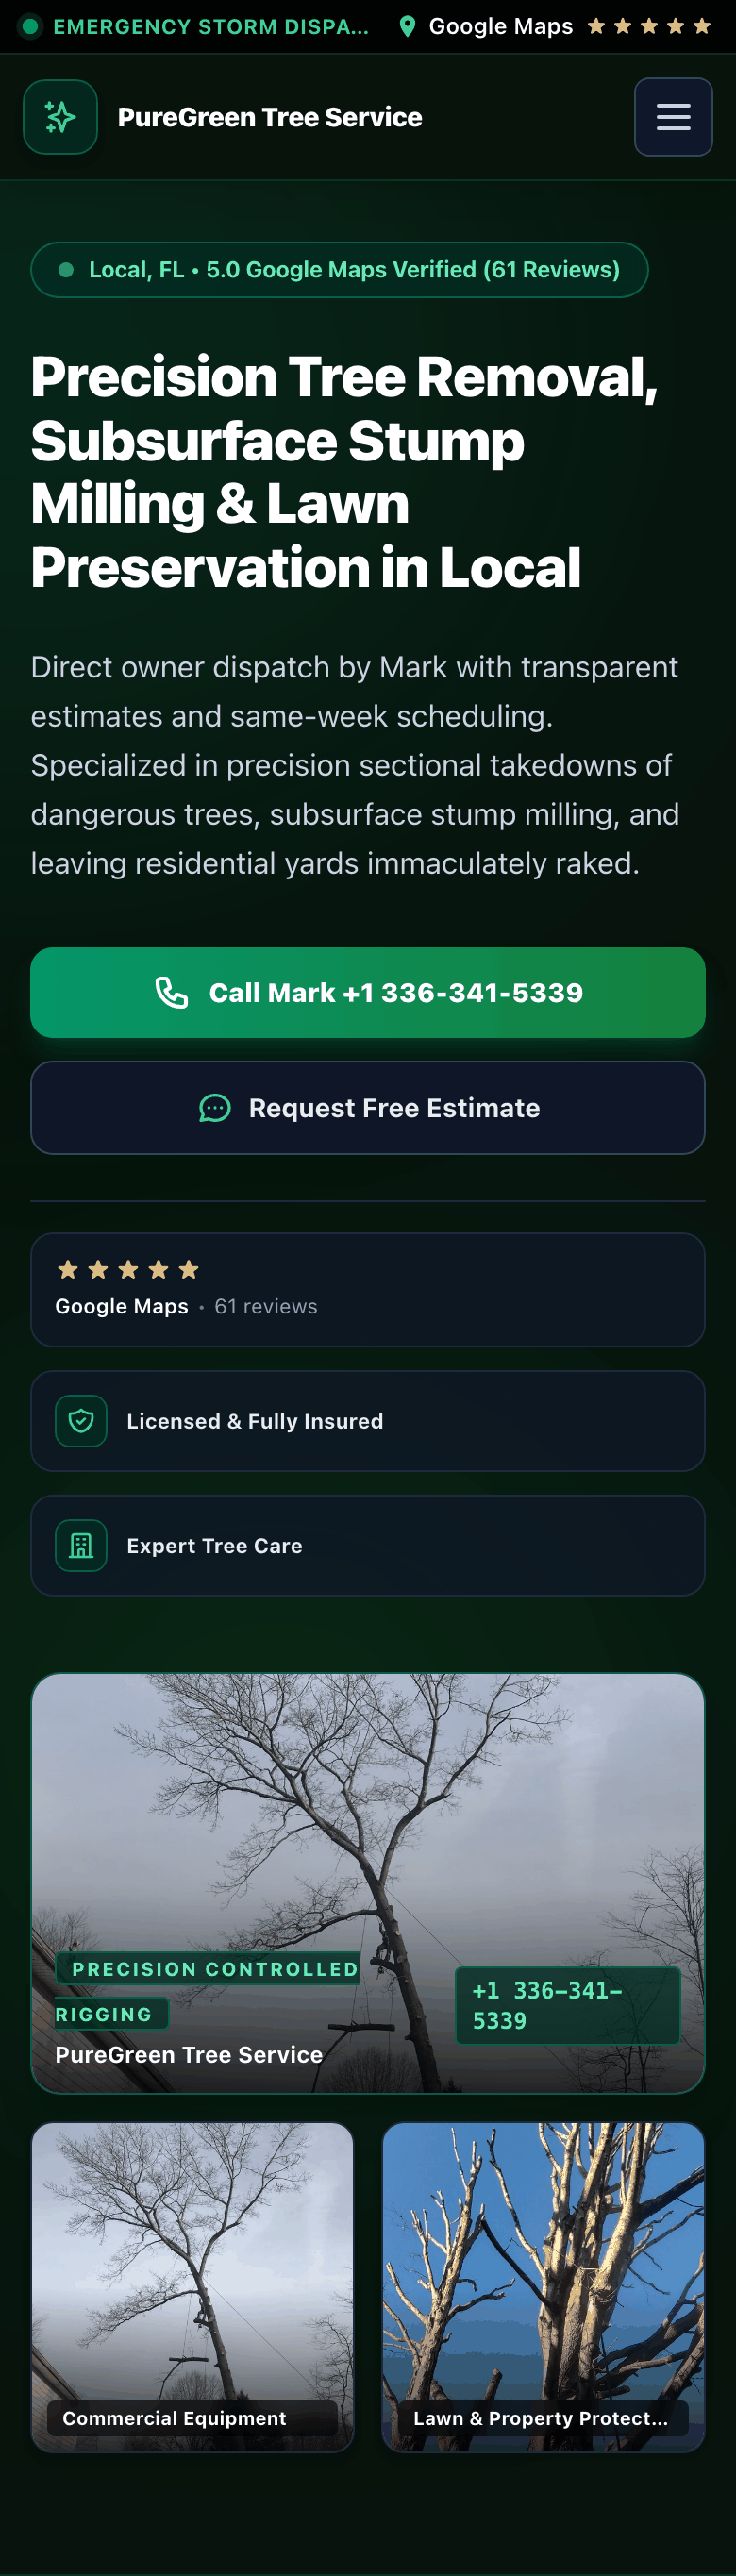 EMERGENCY STORM DISPA... Google Maps
PureGreen Tree Service
Local, FL • 5.0 Google Maps Verified (61 Reviews)
Precision Tree Removal,
Subsurface Stump
Milling & Lawn
Preservation in Local
Direct owner dispatch by Mark with transparent
estimates and same-week scheduling.
Specialized in precision sectional takedowns of
dangerous trees, subsurface stump milling, and
leaving residential yards immaculately raked.
Call Mark +1 336-341-5339
Request Free Estimate
Google Maps • 61 reviews
Licensed & Fully Insured
Expert Tree Care
PRECISION CONTROLLED
RIGGING
PureGreen Tree Service
+1 336-341-
5339
Commercial Equipment
Lawn & Property Protect...